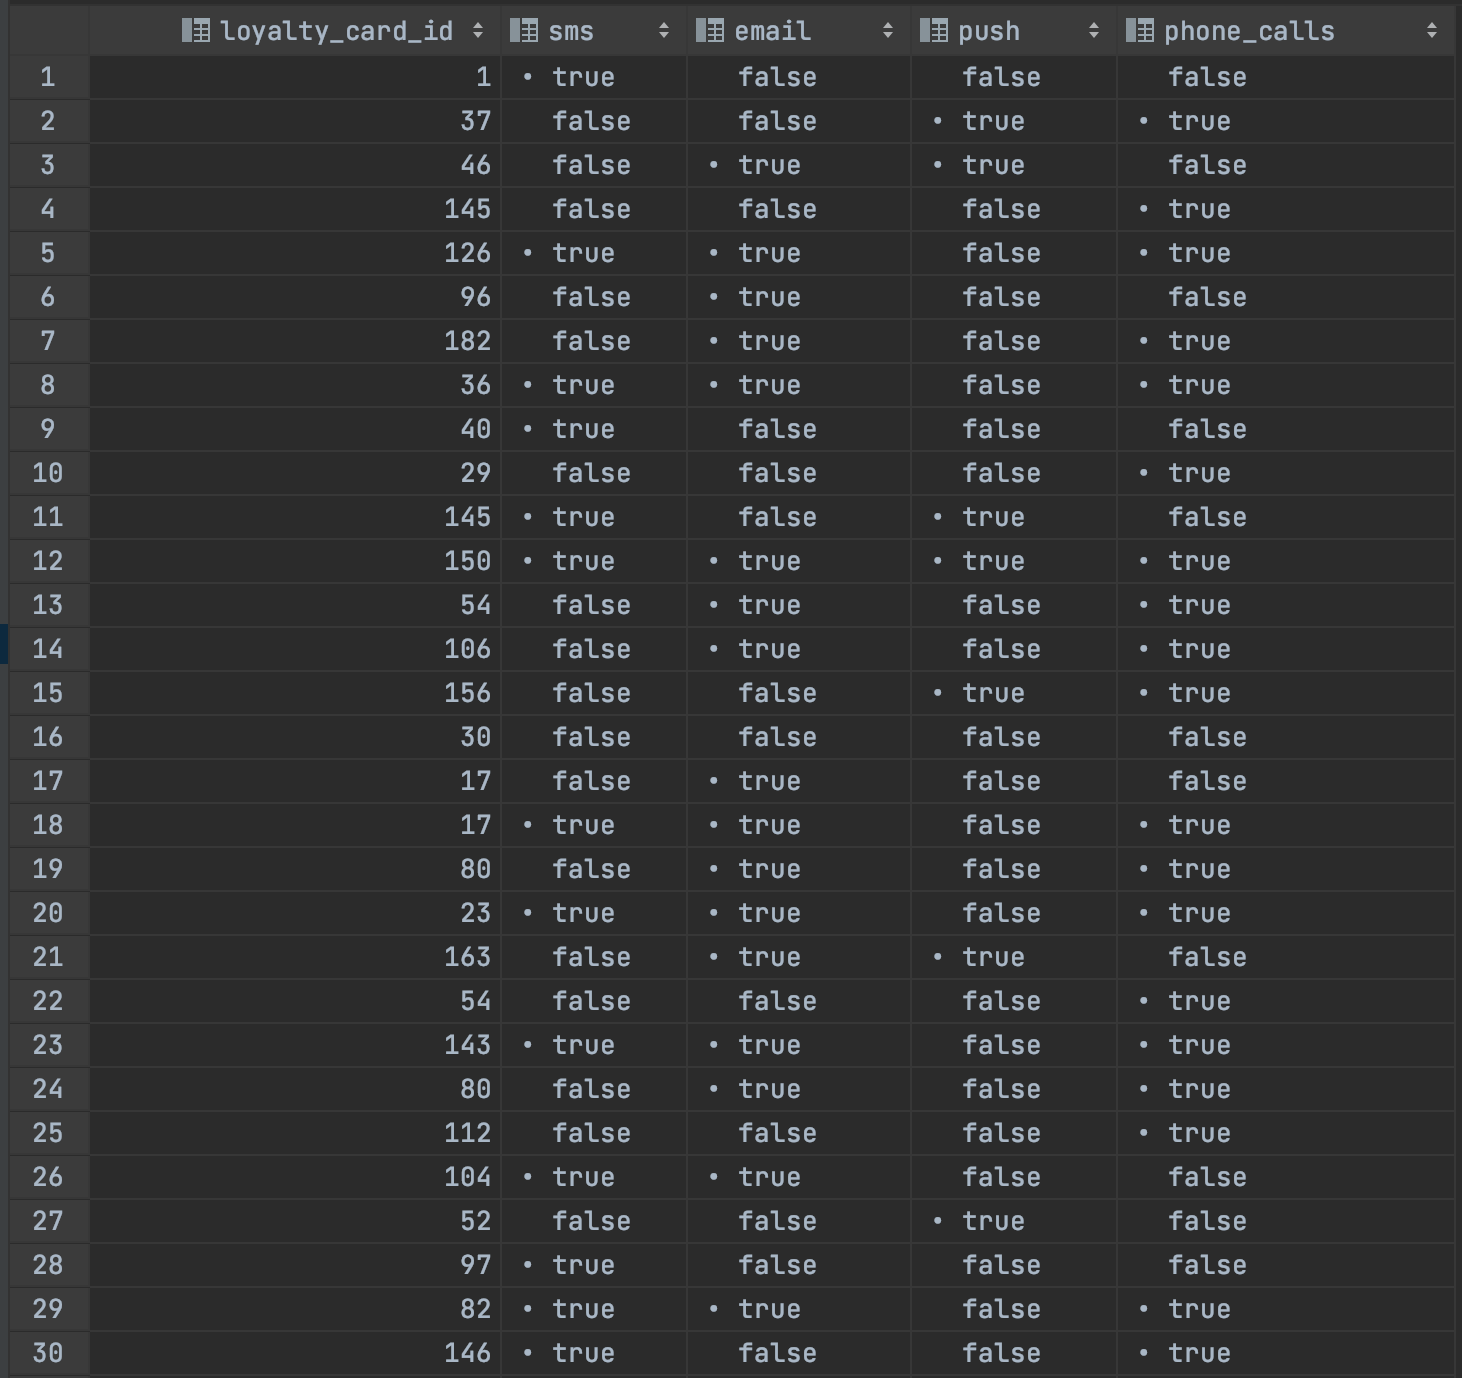 loyalty_card_id sms email push phone_calls
1 1 • true false false false
2 37 false false • true • true
3 46 false • true • true false
4 145 false false false • true
5 126 • true • true false • true
6 96 false • true false false
7 182 false • true false • true
8 36 • true • true false • true
9 40 • true false false false
10 29 false false false • true
11 145 • true false • true false
12 150 • true • true • true • true
13 54 false • true false • true
14 106 false • true false • true
15 156 false false • true • true
16 30 false false false false
17 17 false • true false false
18 17 • true • true false • true
19 80 false • true false • true
20 23 • true • true false • true
21 163 false • true • true false
22 54 false false false • true
23 143 • true • true false • true
24 80 false • true false • true
25 112 false false false • true
26 104 • true • true false false
27 52 false false • true false
28 97 • true false false false
29 82 • true • true false • true
30 146 • true false false • true